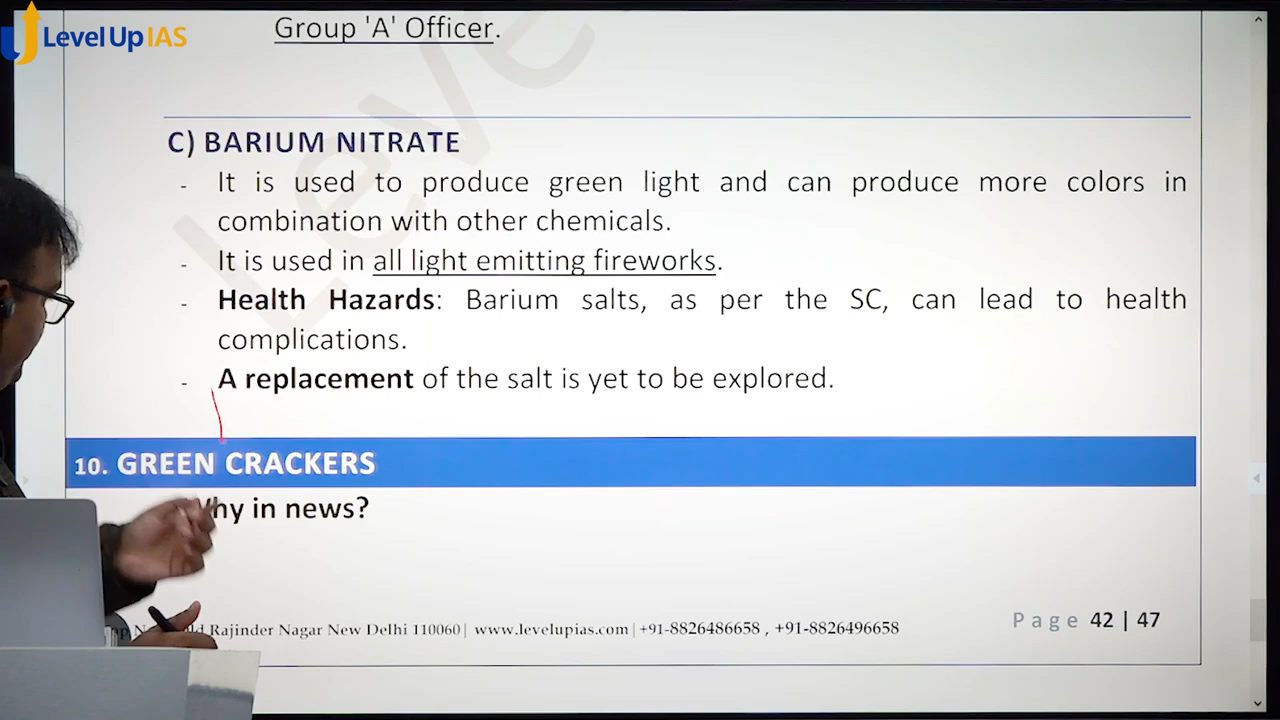 LevelUp IAS
Group 'A' Officer.
C) BARIUM NITRATE
- It is used to produce green light and can produce more colors in
combination with other chemicals.
- It is used in all light emitting fireworks.
- Health Hazards: Barium salts, as per the SC, can lead to health
complications.
- A replacement of the salt is yet to be explored.
10. GREEN CRACKERS
Why in news?
Rajinder Nagar New Delhi 110060 | www.levelupias.com | +91-8826486658 , +91-8826496658
Page 42 | 47
Leve